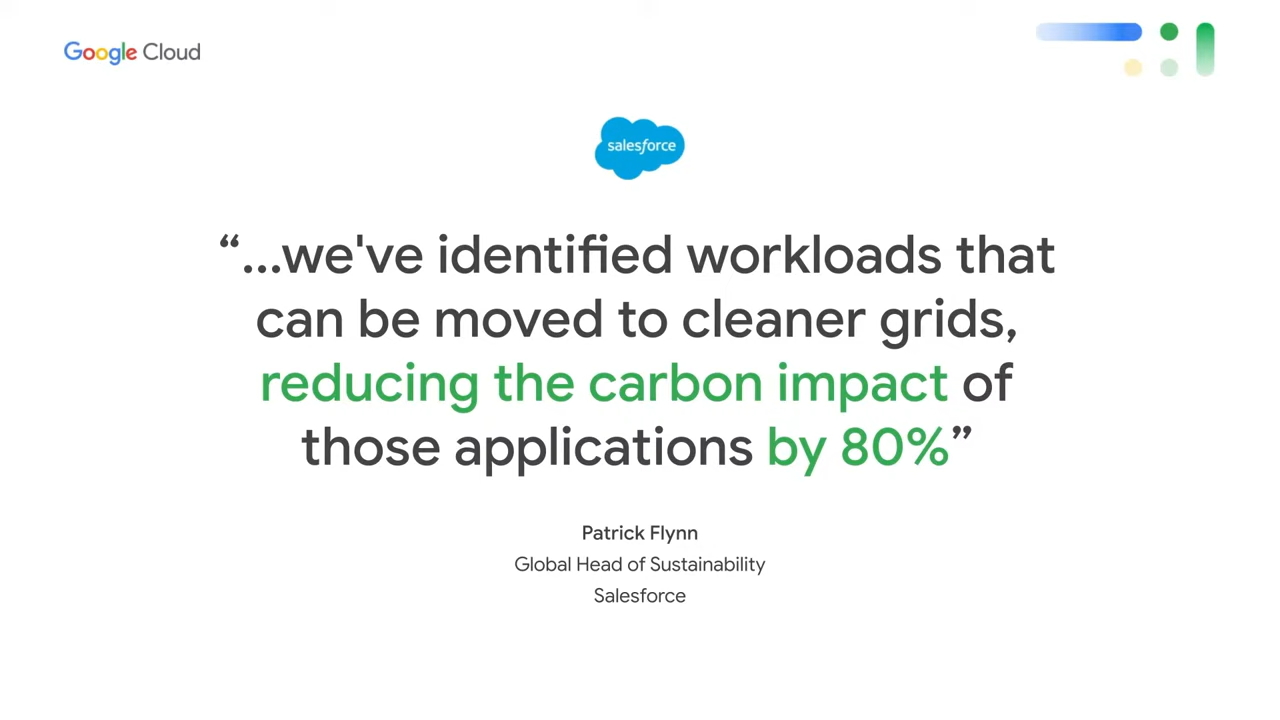 Google Cloud
salesforce
“...we've identified workloads that
can be moved to cleaner grids,
reducing the carbon impact of
those applications by 80%”
Patrick Flynn
Global Head of Sustainability
Salesforce